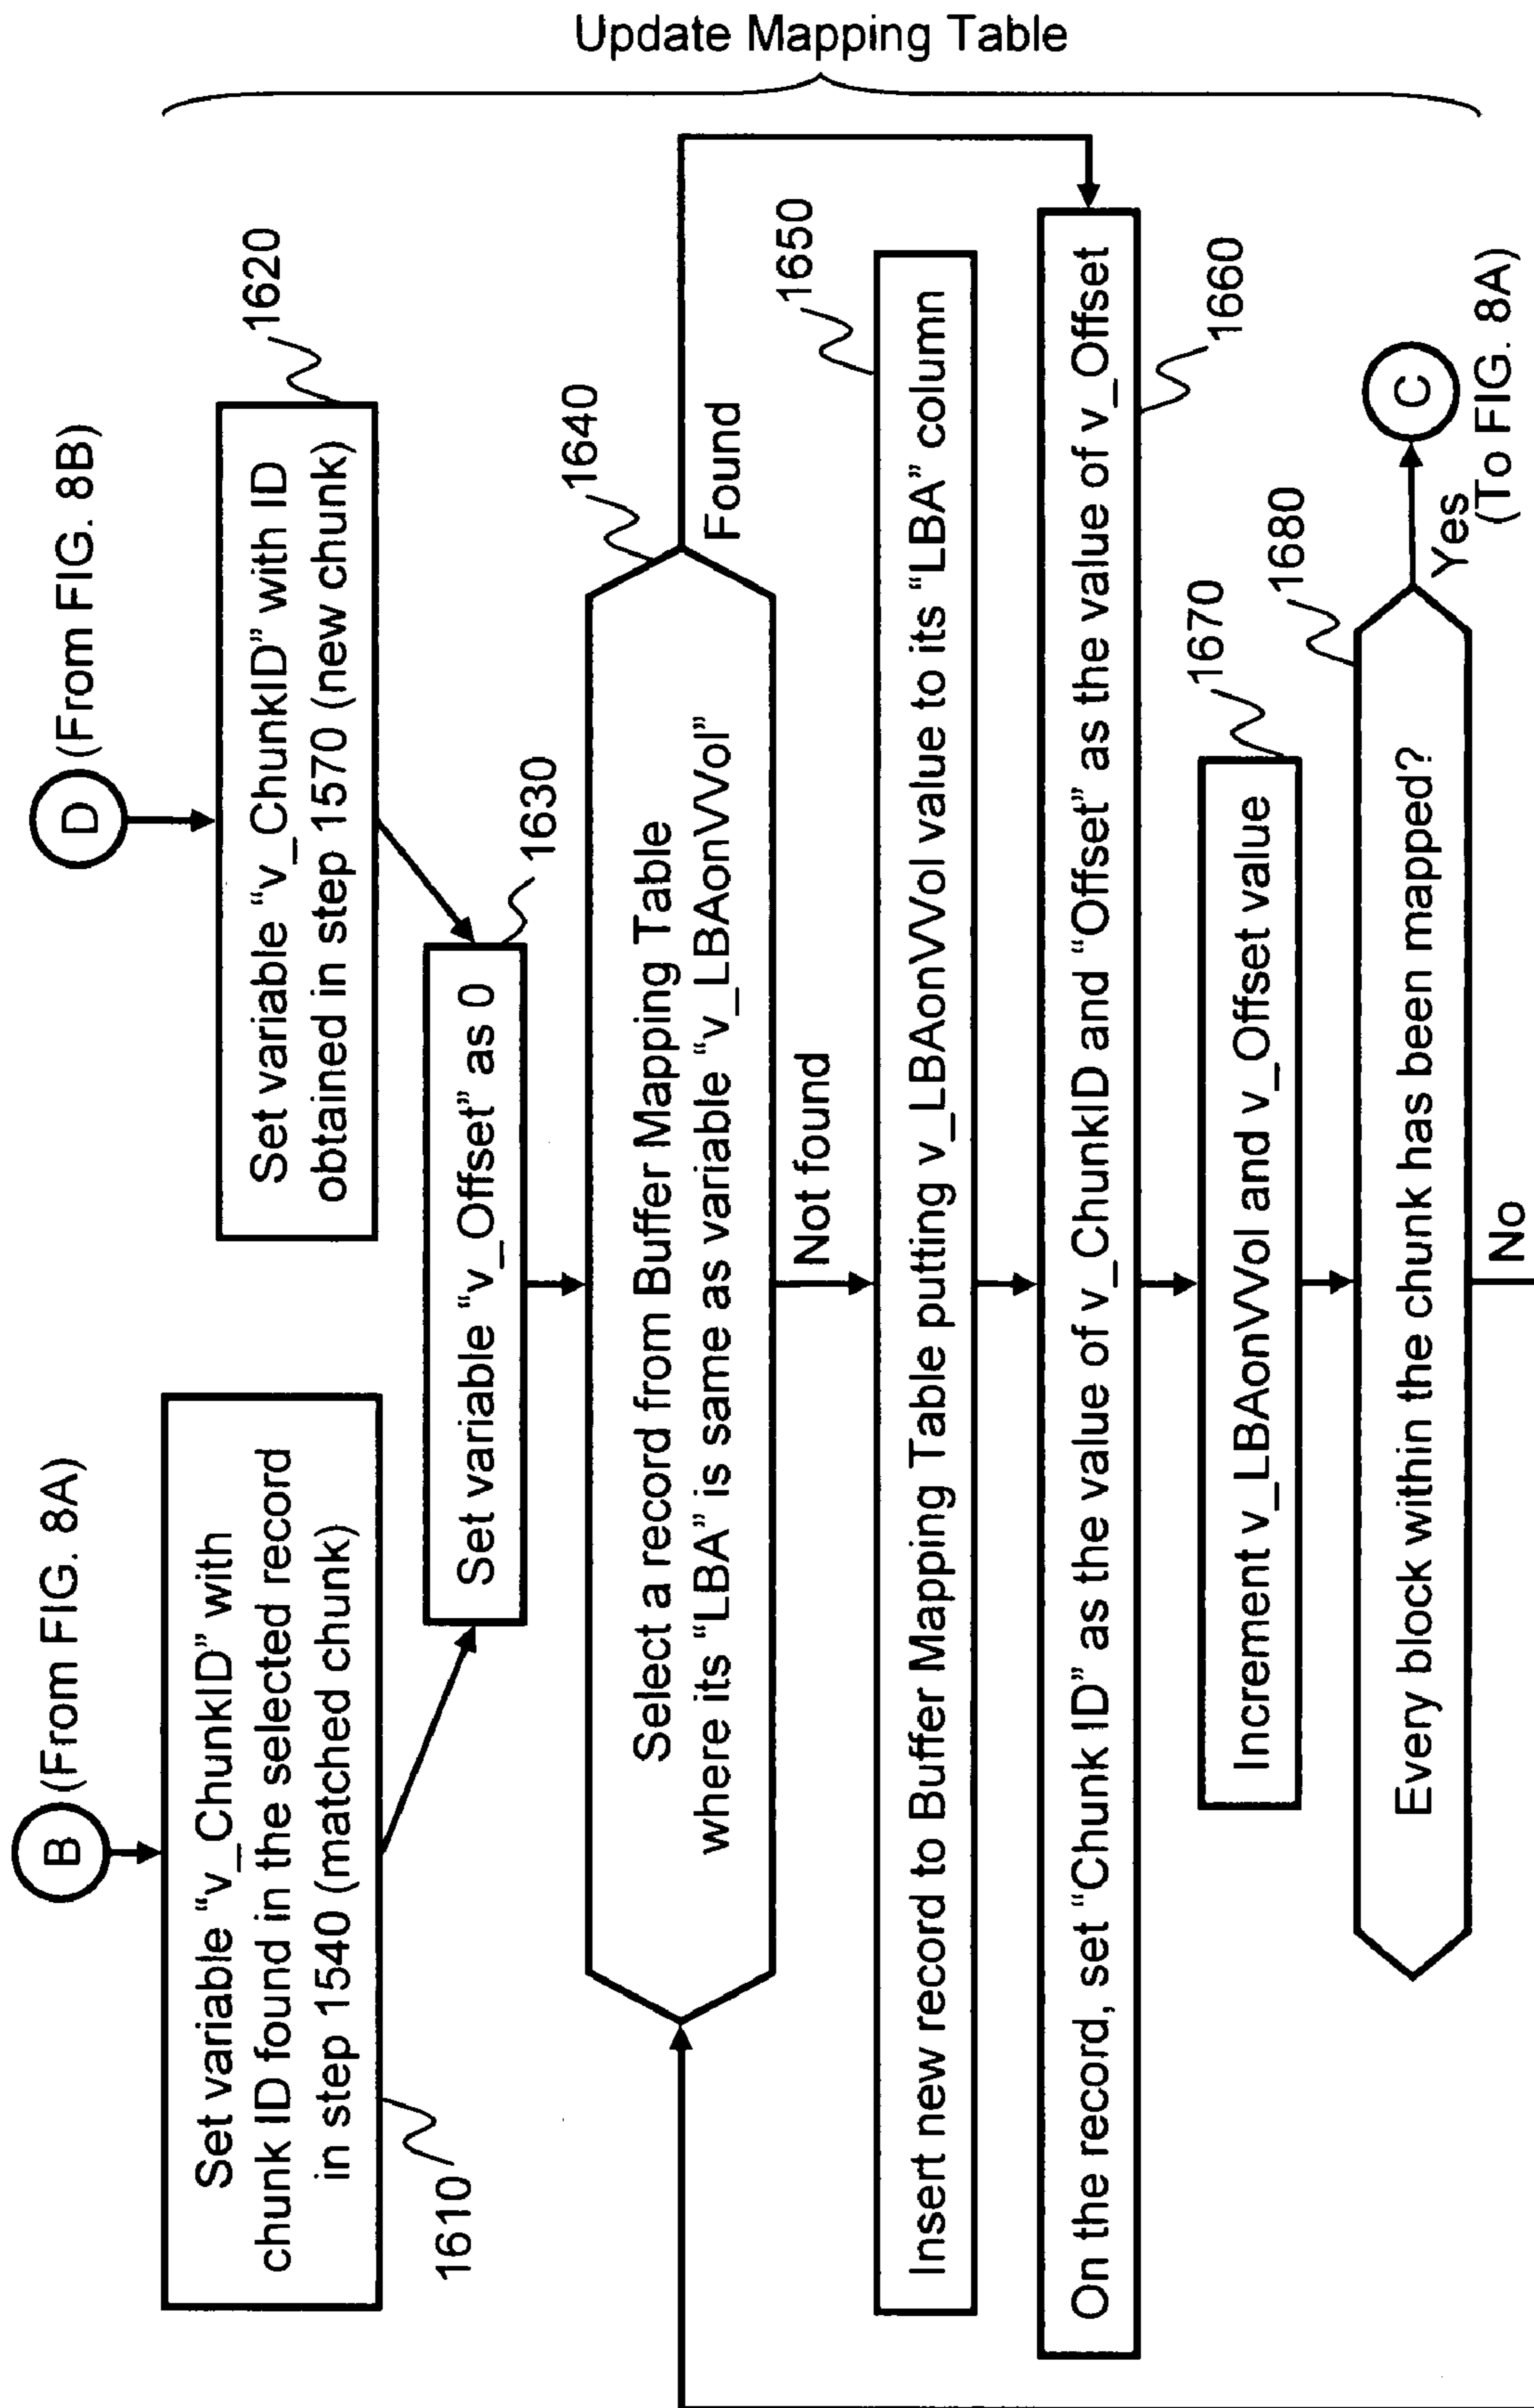 B (From FIG. 8A)
D (From FIG. 8B)
Set variable “v_ChunkID” with
chunk ID found in the selected record
in step 1540 (matched chunk)
1610
Set variable “v_ChunkID” with ID
obtained in step 1570 (new chunk)
1620
Set variable “v_Offset” as 0
1630
Select a record from Buffer Mapping Table
where its “LBA” is same as variable “v_LBAonVVol”
1640
Found
Not found
Insert new record to Buffer Mapping Table putting v_LBAonVVol value to its “LBA” column
1650
On the record, set “Chunk ID” as the value of v_ChunkID and “Offset” as the value of v_Offset
1660
Increment v_LBAonVVol and v_Offset value
1670
Every block within the chunk has been mapped?
1680
Yes
C
(To FIG. 8A)
No
Update Mapping Table